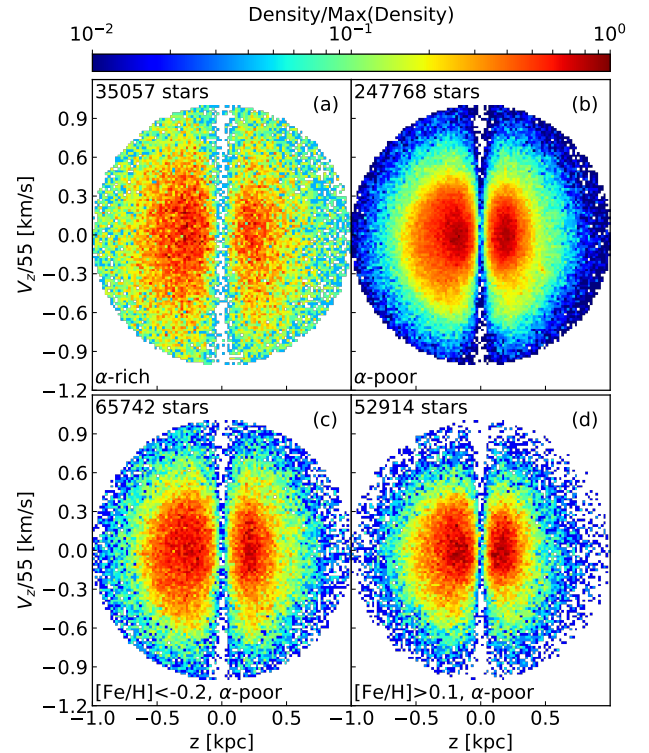 Density/Max(Density)
10⁻² 10⁻¹ 10⁰
35057 stars (a)
247768 stars (b)
0.9
0.6
0.3
0.0
−0.3
−0.6
−0.9
−1.2
V_z/55 [km/s]
α-rich
α-poor
65742 stars (c)
52914 stars (d)
0.9
0.6
0.3
0.0
−0.3
−0.6
−0.9
−1.2
V_z/55 [km/s]
[Fe/H]<-0.2, α-poor
[Fe/H]>0.1, α-poor
−1.0 −0.5 0.0 0.5 −1.0 −0.5 0.0 0.5
z [kpc] z [kpc]